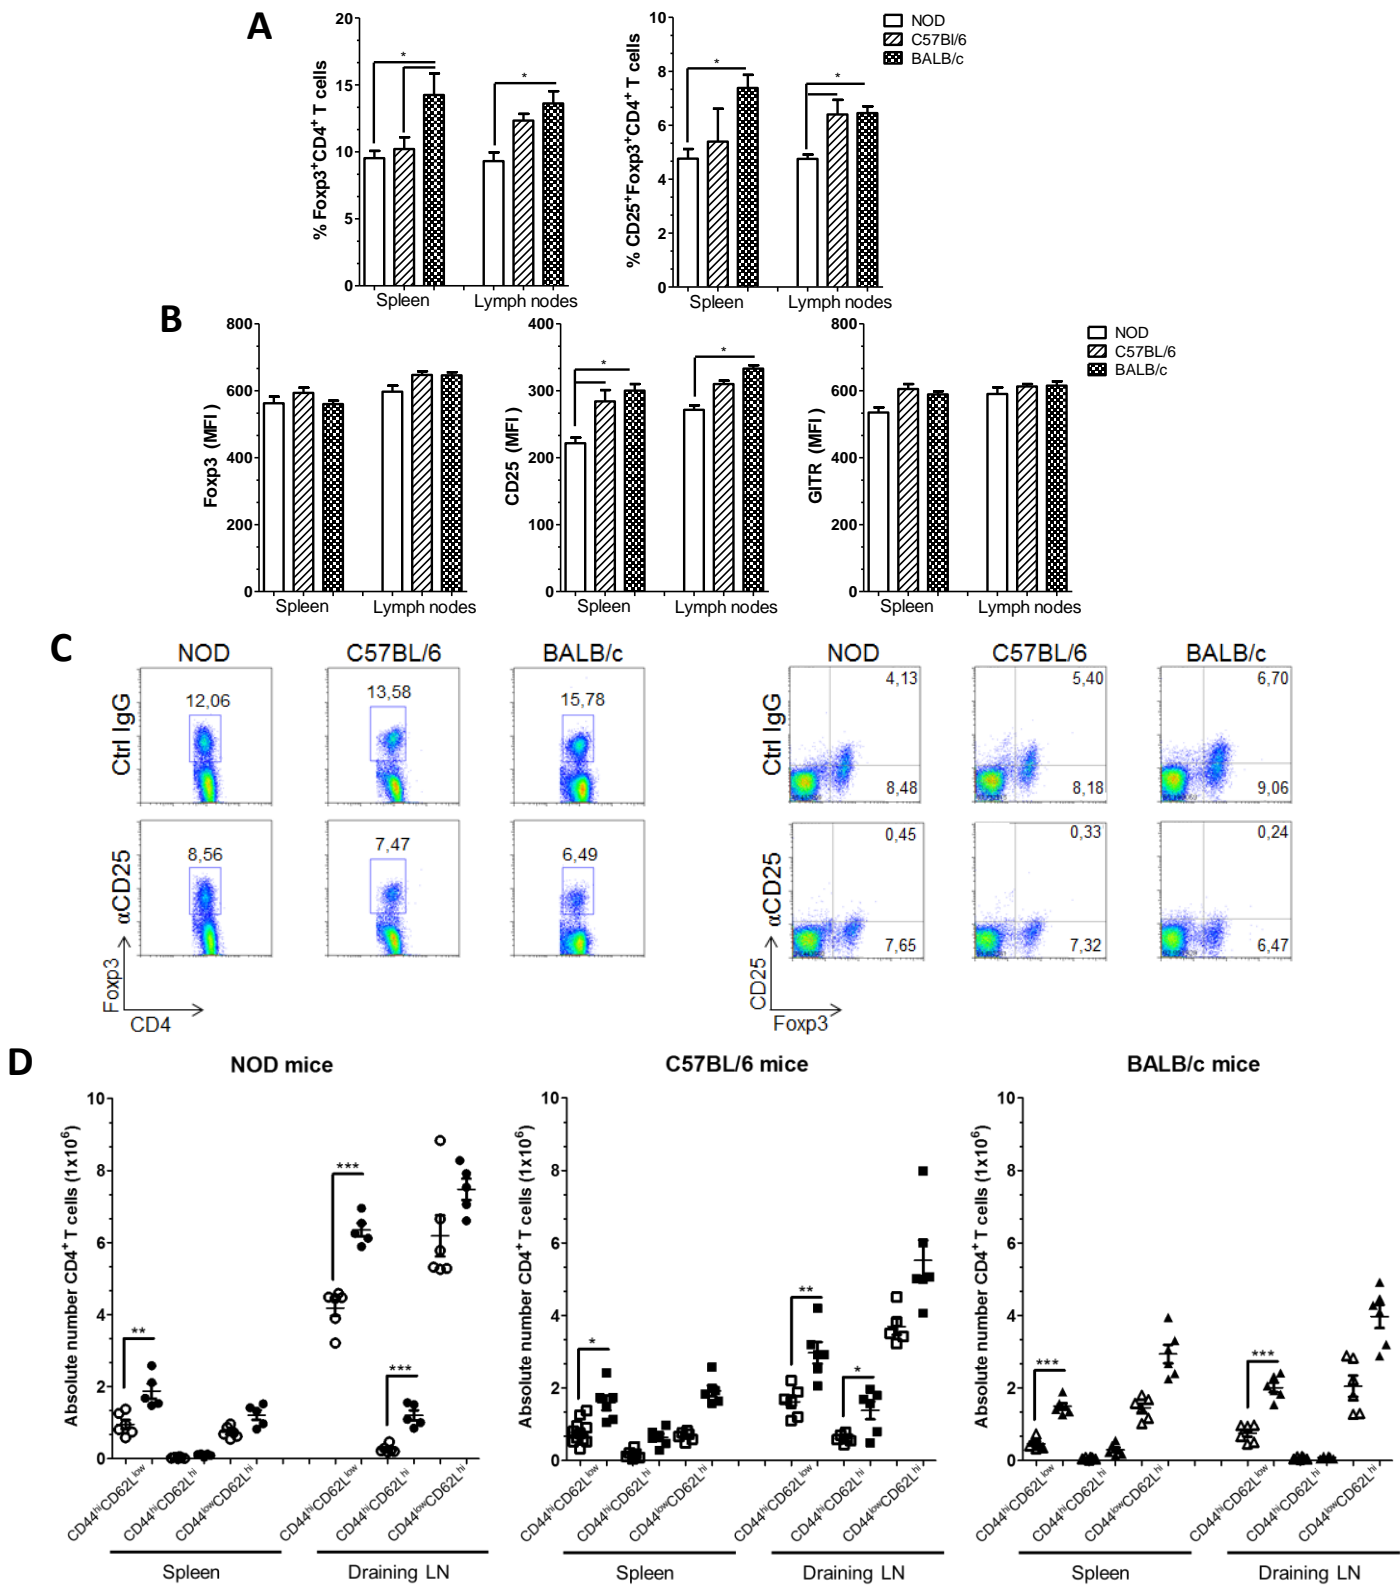 A
% Foxp3⁺CD4⁺ T cells
20
15
10
5
0
*
*
Spleen
Lymph nodes
% CD25⁺Foxp3⁺CD4⁺ T cells
10
8
6
4
2
0
*
*
Spleen
Lymph nodes
NOD
C57Bl/6
BALB/c
B
Foxp3 (MFI)
800
600
400
200
0
Spleen
Lymph nodes
CD25 (MFI)
400
300
200
100
0
*
*
Spleen
Lymph nodes
GITR (MFI)
800
600
400
200
0
Spleen
Lymph nodes
NOD
C57BL/6
BALB/c
C
NOD
C57BL/6
BALB/c
NOD
C57BL/6
BALB/c
Ctrl IgG
12,06
13,58
15,78
Ctrl IgG
4,13
5,40
6,70
8,48
8,18
9,06
αCD25
8,56
7,47
6,49
αCD25
0,45
0,33
0,24
7,65
7,32
6,47
Foxp3
CD4
CD25
Foxp3
D
NOD mice
Absolute number CD4⁺ T cells (1x10⁶)
10
8
6
4
2
0
**
***
***
CD44ʰⁱCD62Lˡᵒʷ
CD44ʰⁱCD62Lʰⁱ
CD44ˡᵒʷCD62Lʰⁱ
CD44ʰⁱCD62Lˡᵒʷ
CD44ʰⁱCD62Lʰⁱ
CD44ˡᵒʷCD62Lʰⁱ
Spleen
Draining LN
C57BL/6 mice
Absolute number CD4⁺ T cells (1x10⁶)
10
8
6
4
2
0
*
**
*
CD44ʰⁱCD62Lˡᵒʷ
CD44ʰⁱCD62Lʰⁱ
CD44ˡᵒʷCD62Lʰⁱ
CD44ʰⁱCD62Lˡᵒʷ
CD44ʰⁱCD62Lʰⁱ
CD44ˡᵒʷCD62Lʰⁱ
Spleen
Draining LN
BALB/c mice
Absolute number CD4⁺ T cells (1x10⁶)
10
8
6
4
2
0
***
***
CD44ʰⁱCD62Lˡᵒʷ
CD44ʰⁱCD62Lʰⁱ
CD44ˡᵒʷCD62Lʰⁱ
CD44ʰⁱCD62Lˡᵒʷ
CD44ʰⁱCD62Lʰⁱ
CD44ˡᵒʷCD62Lʰⁱ
Spleen
Draining LN